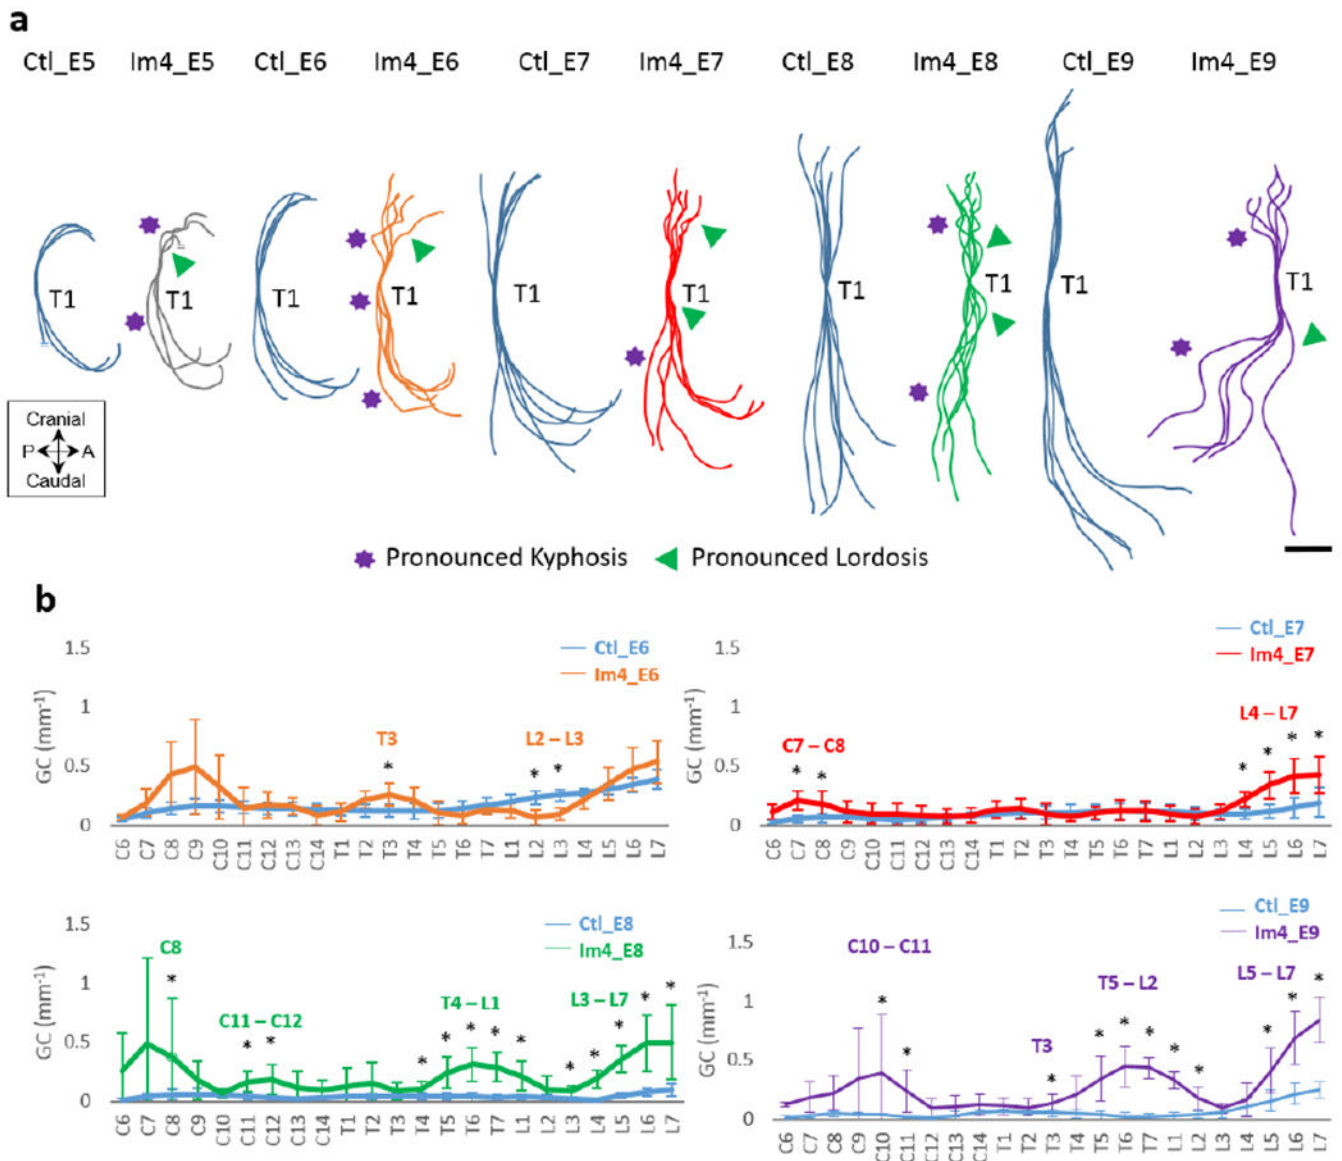 a
Ctl_E5 Im4_E5 Ctl_E6 Im4_E6 Ctl_E7 Im4_E7 Ctl_E8 Im4_E8 Ctl_E9 Im4_E9
T1 T1 T1 T1 T1 T1 T1 T1 T1 T1
Cranial
P A
Caudal
Pronounced Kyphosis Pronounced Lordosis
b
GC (mm-1)
1.5
1
0.5
0
Ctl_E6
Im4_E6
T3
*
L2 – L3
* *
C6 C7 C8 C9 C10 C11 C12 C13 C14 T1 T2 T3 T4 T5 T6 T7 L1 L2 L3 L4 L5 L6 L7
GC (mm-1)
1.5
1
0.5
0
Ctl_E7
Im4_E7
C7 – C8
* *
L4 – L7
* * * *
C6 C7 C8 C9 C10 C11 C12 C13 C14 T1 T2 T3 T4 T5 T6 T7 L1 L2 L3 L4 L5 L6 L7
GC (mm-1)
1.5
1
0.5
0
Ctl_E8
Im4_E8
C8
*
C11 – C12
* *
T4 – L1
* * * * *
L3 – L7
* * * * *
C6 C7 C8 C9 C10 C11 C12 C13 C14 T1 T2 T3 T4 T5 T6 T7 L1 L2 L3 L4 L5 L6 L7
GC (mm-1)
1.5
1
0.5
0
Ctl_E9
Im4_E9
C10 – C11
* *
T3
*
T5 – L2
* * * * *
L5 – L7
* * *
C6 C7 C8 C9 C10 C11 C12 C13 C14 T1 T2 T3 T4 T5 T6 T7 L1 L2 L3 L4 L5 L6 L7